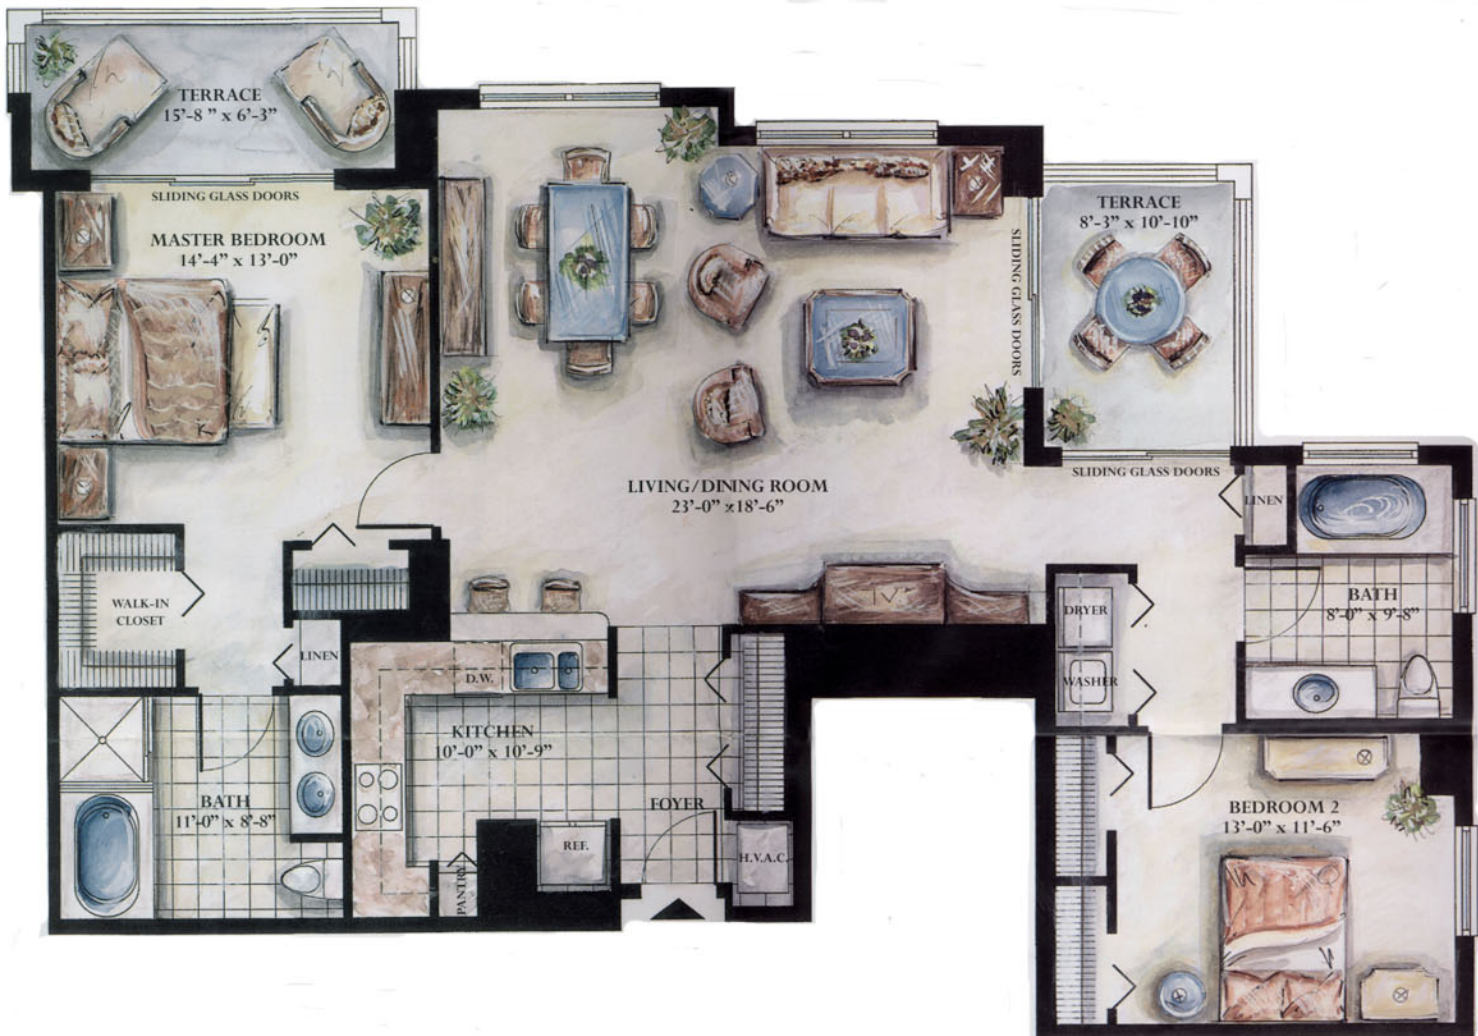 TERRACE
15’-8 ” x 6’-3”
SLIDING GLASS DOORS
MASTER BEDROOM
14’-4” x 13’-0”
TERRACE
8’-3” x 10’-10”
SLIDING GLASS DOORS
SLIDING GLASS DOORS
LIVING/DINING ROOM
23’-0” x18’-6”
LINEN
BATH
8’-0” x 9’-8”
WALK-IN
CLOSET
LINEN
TV
DRYER
WASHER
D.W.
KITCHEN
10’-0” x 10’-9”
BATH
11’-0” x 8’-8”
FOYER
REF.
H.V.A.C.
PANTRY
BEDROOM 2
13’-0” x 11’-6”